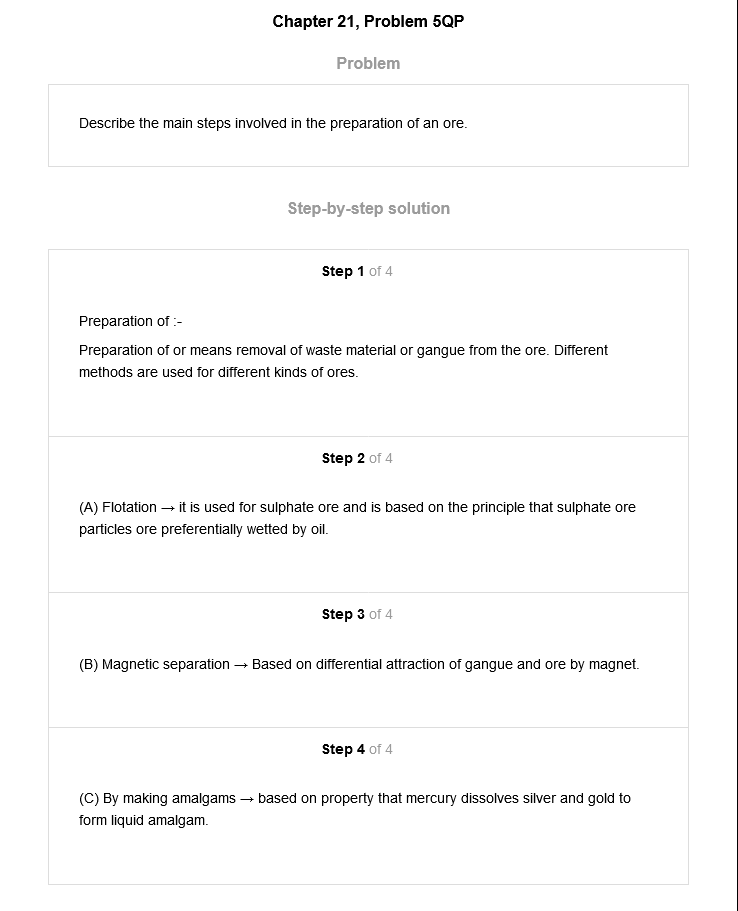 Chapter 21, Problem 5QP
Problem
Describe the main steps involved in the preparation of an ore.
Step-by-step solution
Step 1 of 4
Preparation of :-
Preparation of or means removal of waste material or gangue from the ore. Different
methods are used for different kinds of ores.
Step 2 of 4
(A) Flotation → it is used for sulphate ore and is based on the principle that sulphate ore
particles ore preferentially wetted by oil.
Step 3 of 4
(B) Magnetic separation → Based on differential attraction of gangue and ore by magnet.
Step 4 of 4
(C) By making amalgams → based on property that mercury dissolves silver and gold to
form liquid amalgam.